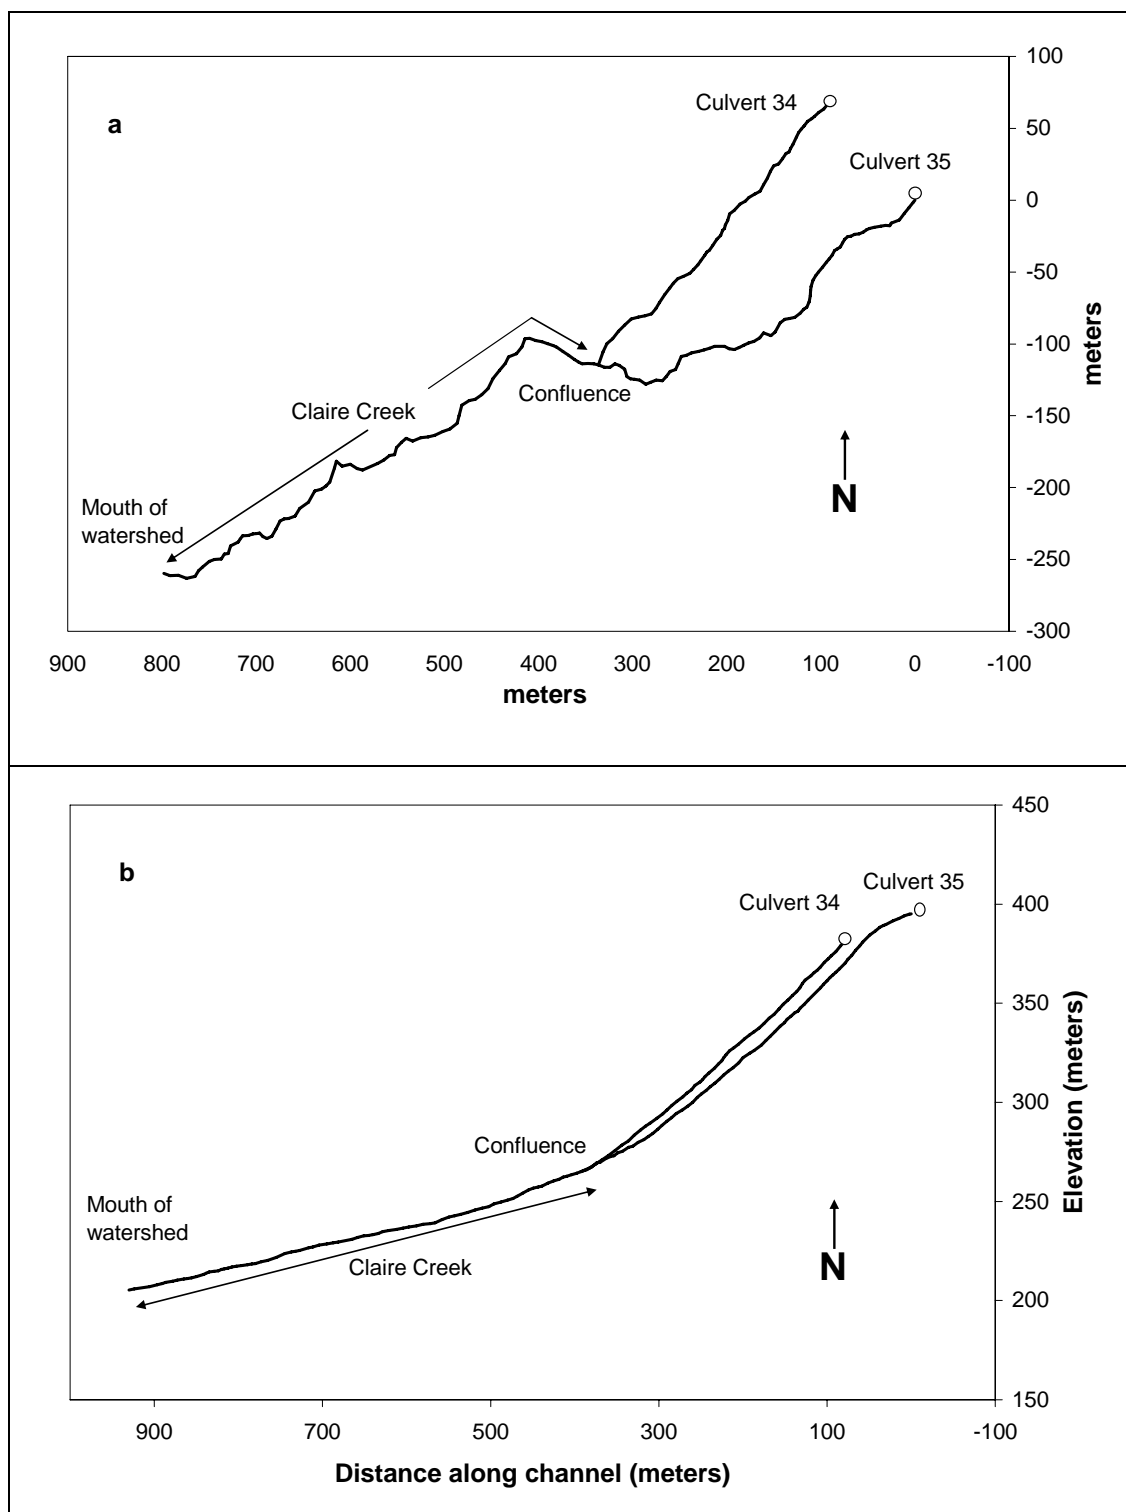 a
Culvert 34
Culvert 35
Claire Creek
Confluence
Mouth of
watershed
N
100
50
0
-50
-100
-150
-200
-250
-300
meters
900 800 700 600 500 400 300 200 100 0 -100
meters
b
Culvert 35
Culvert 34
Confluence
Mouth of
watershed
Claire Creek
N
450
400
350
300
250
200
150
Elevation (meters)
900 700 500 300 100 -100
Distance along channel (meters)